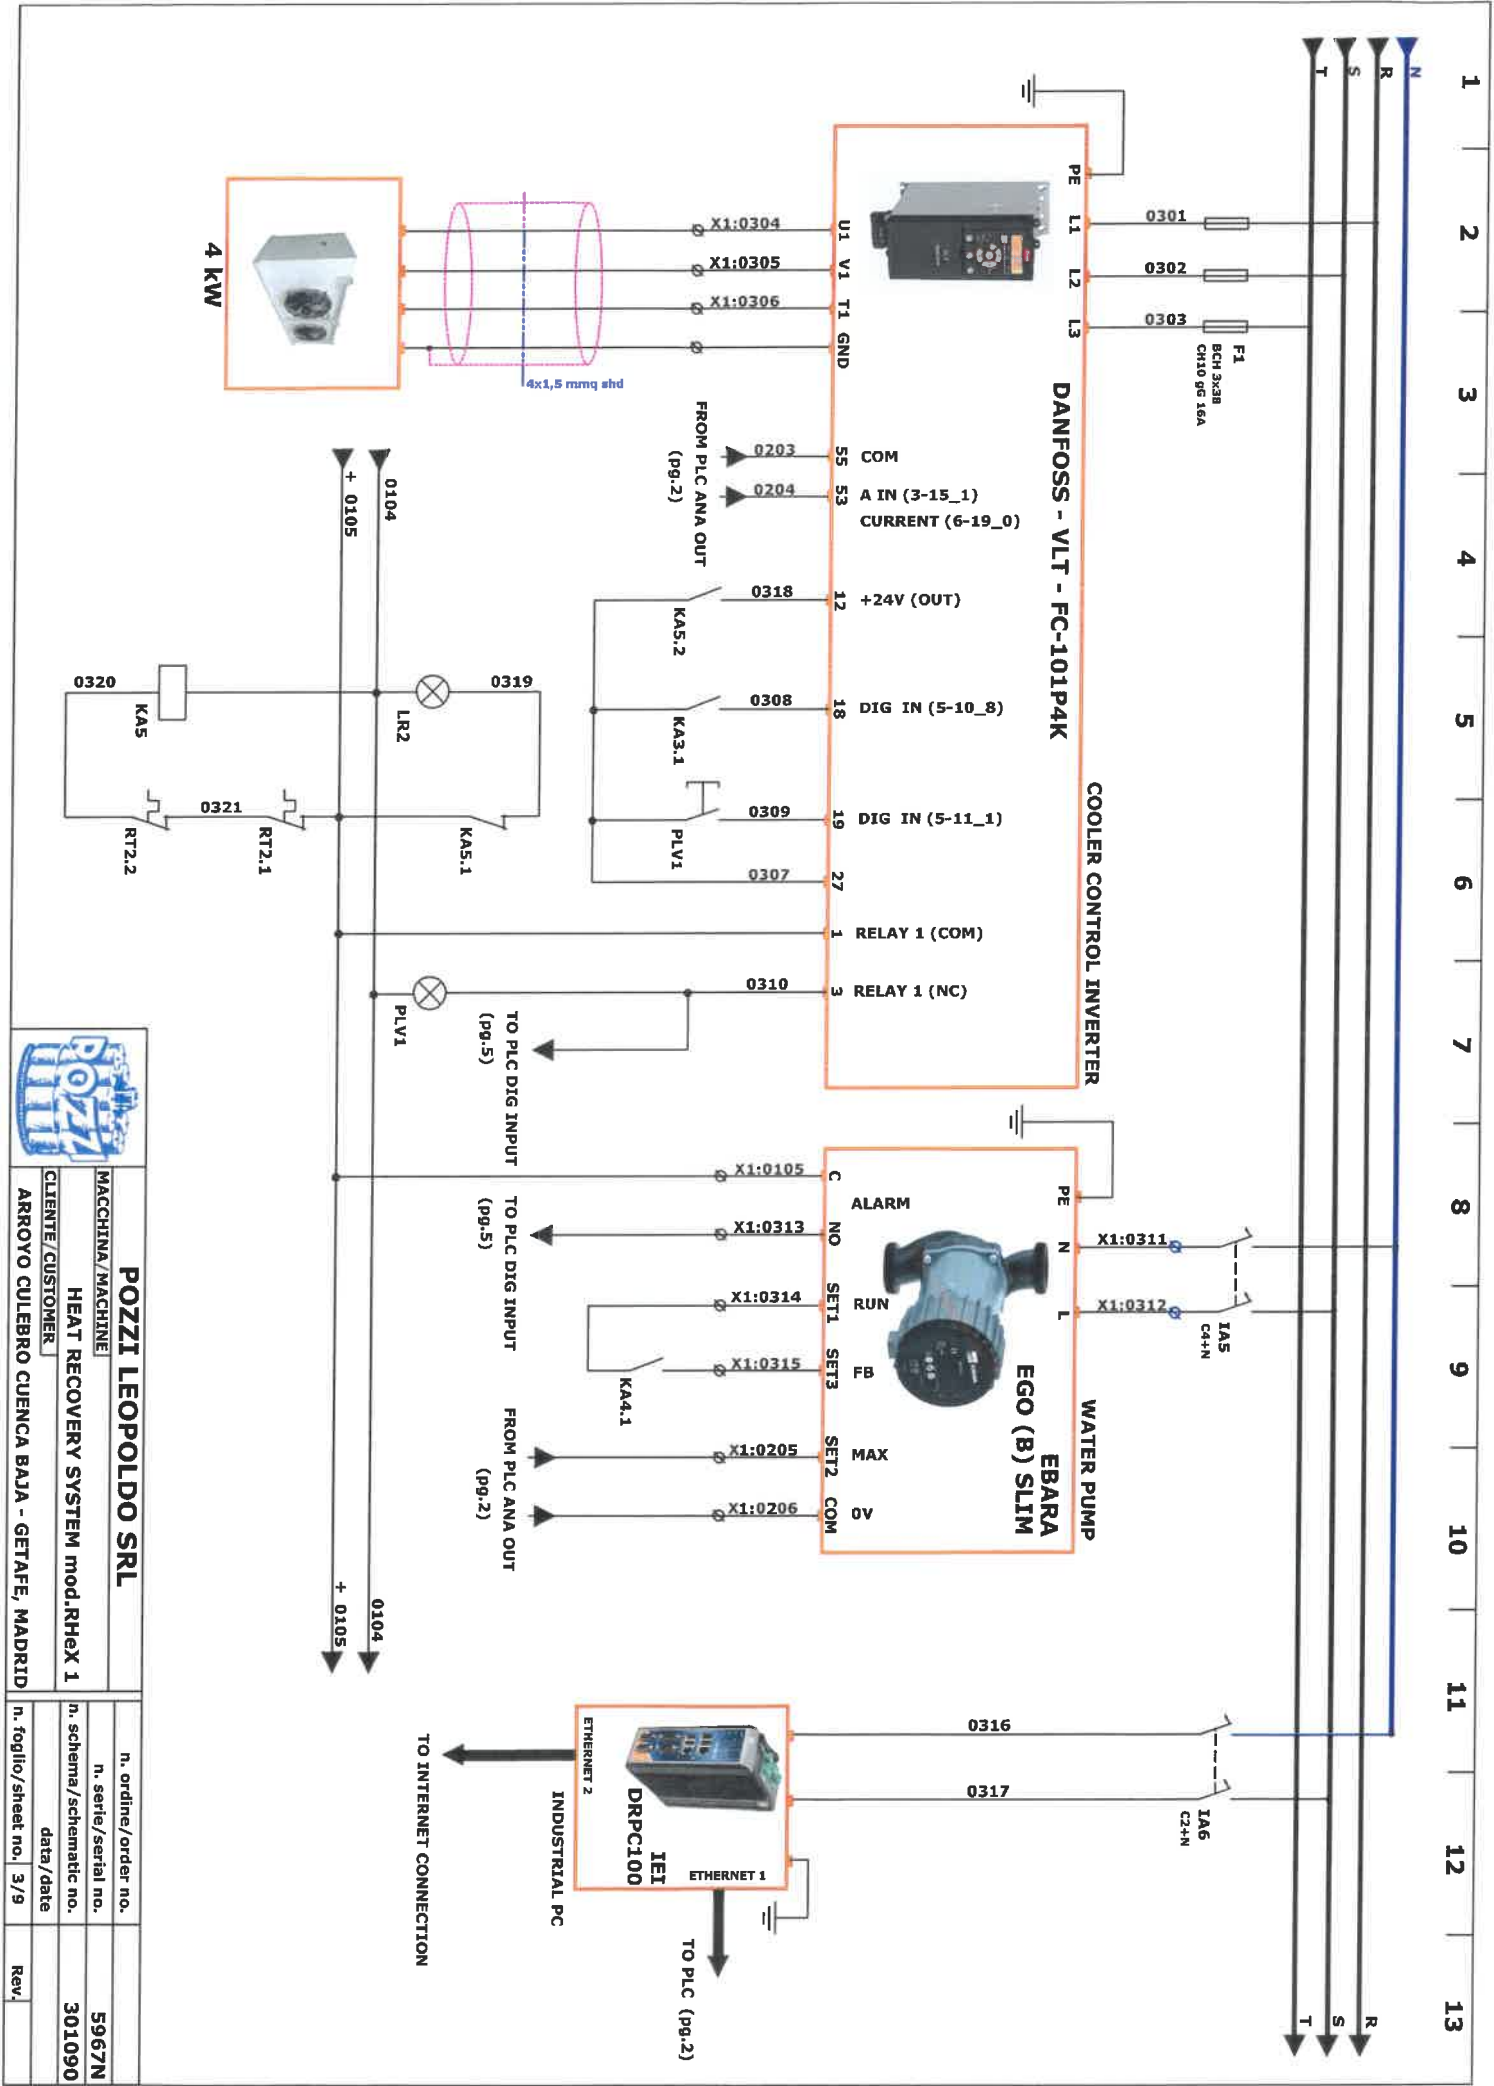 1
2
3
4
5
6
7
8
9
10
11
12
13
N
R
S
T
R
S
T
0301
0302
0303
F1
BCH 3x38
CH10 gG 16A
IA5
C4+N
IA6
C2+N
X1:0311
X1:0312
0316
0317
COOLER CONTROL INVERTER
DANFOSS - VLT - FC-101P4K
PE
L1
L2
L3
U1
V1
T1
GND
55
COM
53
A IN (3-15_1)
CURRENT (6-19_0)
12
+24V (OUT)
18
DIG IN (5-10_8)
19
DIG IN (5-11_1)
27
1
RELAY 1 (COM)
3
RELAY 1 (NC)
X1:0304
X1:0305
X1:0306
4x1,5 mmq shd
4 kW
0203
0204
FROM PLC ANA OUT
(pg.2)
0318
KA5.2
0308
KA3.1
0309
PLV1
0307
0310
PLV1
TO PLC DIG INPUT
(pg.5)
WATER PUMP
EBARA
EGO (B) SLIM
PE
N
L
C
ALARM
NO
SET1
RUN
SET3
FB
SET2
MAX
COM
0V
X1:0105
X1:0313
X1:0314
X1:0315
X1:0205
X1:0206
TO PLC DIG INPUT
(pg.5)
KA4.1
FROM PLC ANA OUT
(pg.2)
IEI
DRPC100
ETHERNET 1
ETHERNET 2
INDUSTRIAL PC
TO PLC (pg.2)
TO INTERNET CONNECTION
0104
+ 0105
0104
+ 0105
0319
LR2
0320
KA5
KA5.1
RT2.1
0321
RT2.2
POZZI
POZZI LEOPOLDO SRL
MACCHINA/MACHINE
HEAT RECOVERY SYSTEM mod.RHeX 1
CLIENTE/CUSTOMER
ARROYO CULEBRO CUENCA BAJA - GETAFE, MADRID
n. ordine/order no.
n. serie/serial no.
5967N
n. schema/schematic no.
301090
data/date
n. foglio/sheet no.
3/9
Rev.